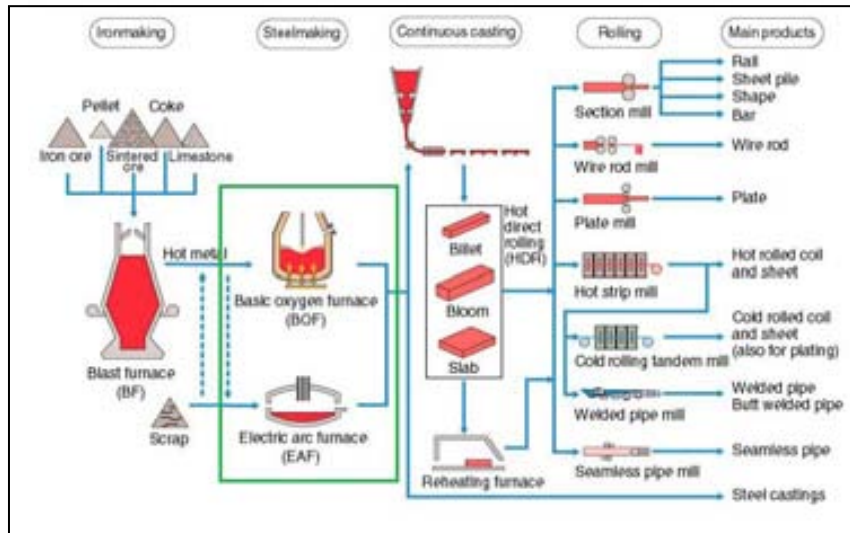 Ironmaking
Steelmaking
Continuous casting
Rolling
Main products
Pellet
Coke
Iron ore
Sintered
ore
Limestone
Hot metal
Blast furnace
(BF)
Scrap
Basic oxygen furnace
(BOF)
Electric arc furnace
(EAF)
Billet
Bloom
Slab
Hot
direct
rolling
(HDR)
Reheating furnace
Section mill
Wire rod mill
Plate mill
Hot strip mill
Cold rolling tandem mill
Welded pipe mill
Seamless pipe mill
Rail
Sheet pile
Shape
Bar
Wire rod
Plate
Hot rolled coil
and sheet
Cold rolled coil
and sheet
(also for plating)
Welded pipe
Butt welded pipe
Seamless pipe
Steel castings